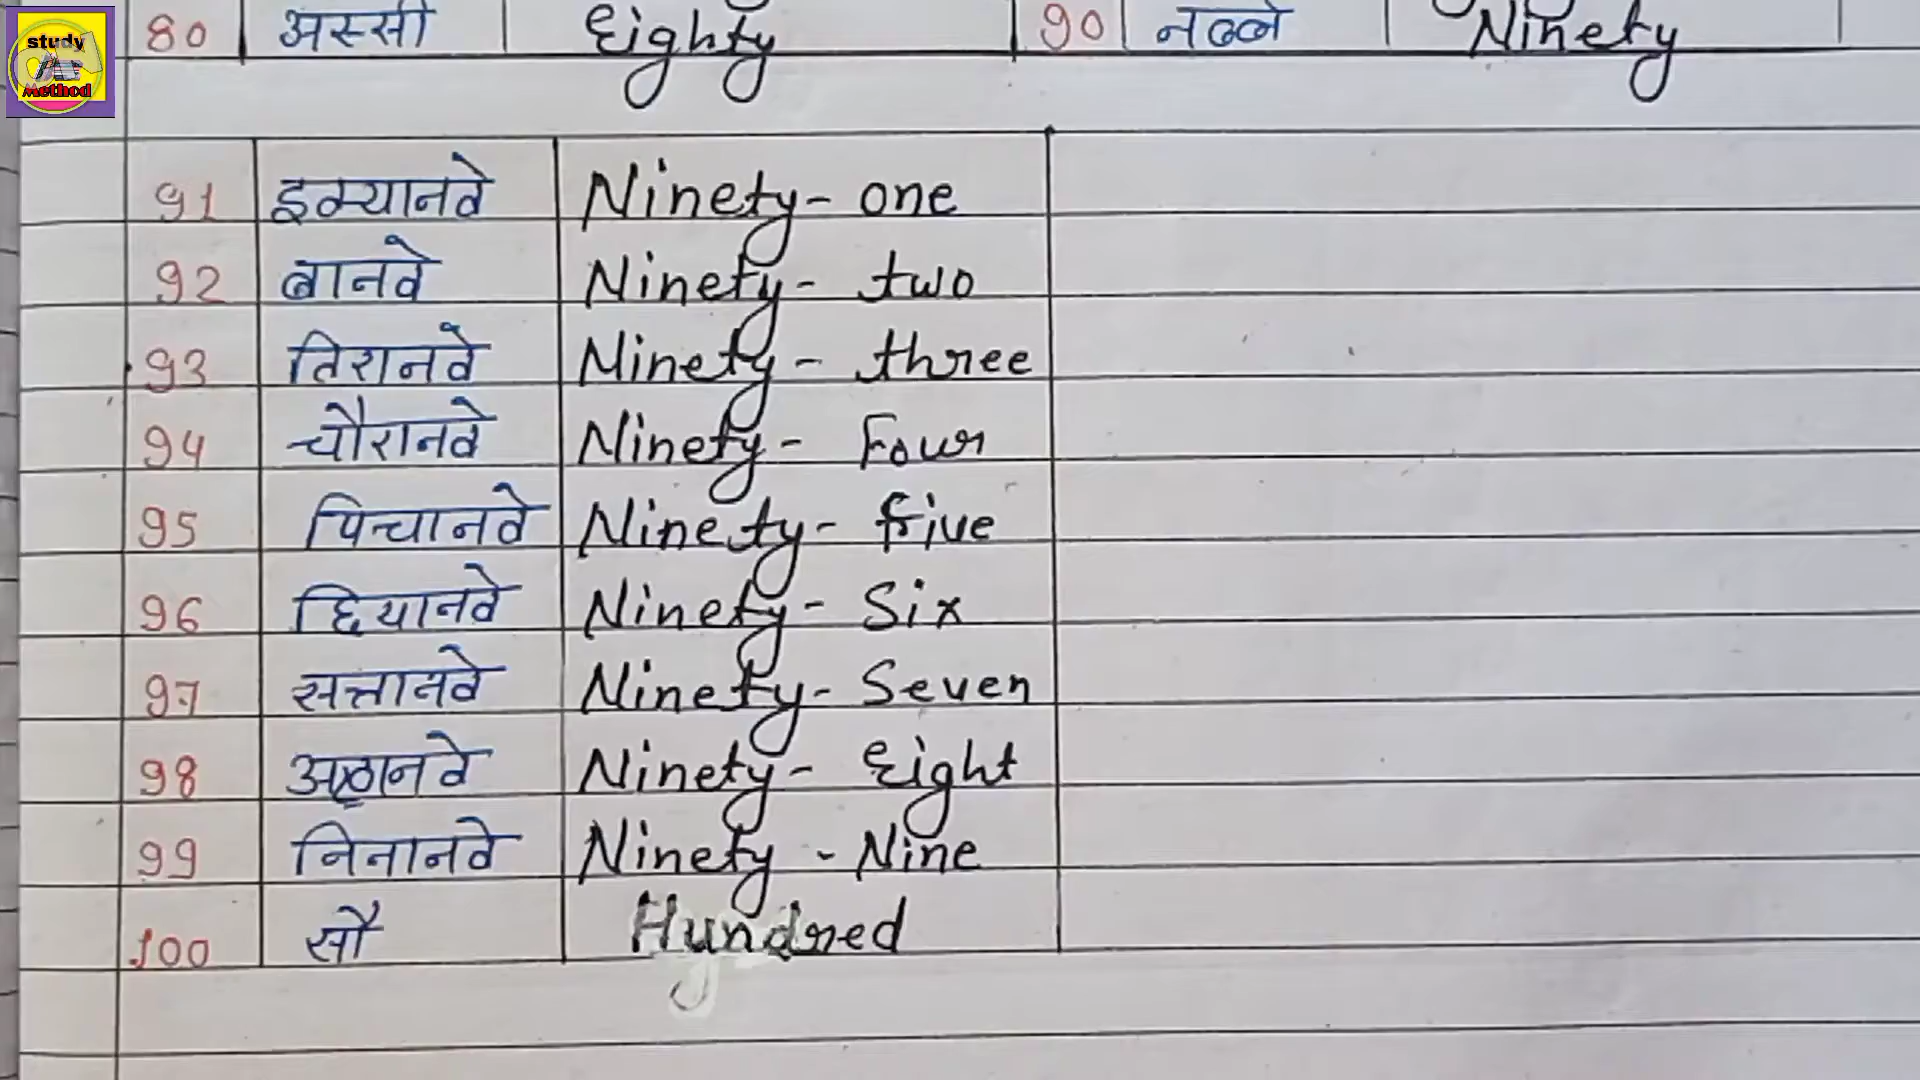 study
Method
80 अस्सी Eighty 90 नब्बे Ninety
91 इक्यानवे Ninety- one
92 बानवे Ninety- two
93 तिरानवे Ninety- three
94 चौरानवे Ninety- Four
95 पिचानवे Ninety- five
96 छियानवे Ninety- Six
97 सत्तानवे Ninety- Seven
98 अठ्ठानवे Ninety- Eight
99 निनानवे Ninety - Nine
100 सौ Hundred